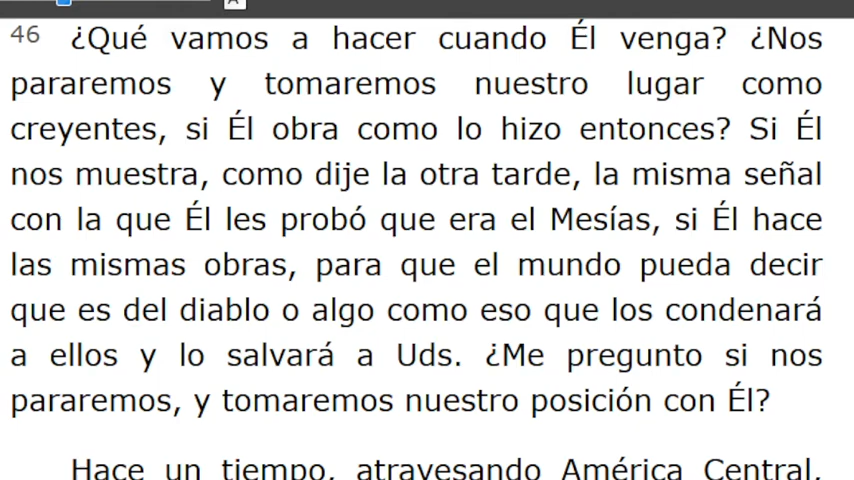 A
46 ¿Qué vamos a hacer cuando Él venga? ¿Nos
pararemos y tomaremos nuestro lugar como
creyentes, si Él obra como lo hizo entonces? Si Él
nos muestra, como dije la otra tarde, la misma señal
con la que Él les probó que era el Mesías, si Él hace
las mismas obras, para que el mundo pueda decir
que es del diablo o algo como eso que los condenará
a ellos y lo salvará a Uds. ¿Me pregunto si nos
pararemos, y tomaremos nuestro posición con Él?
Hace un tiempo, atravesando América Central,